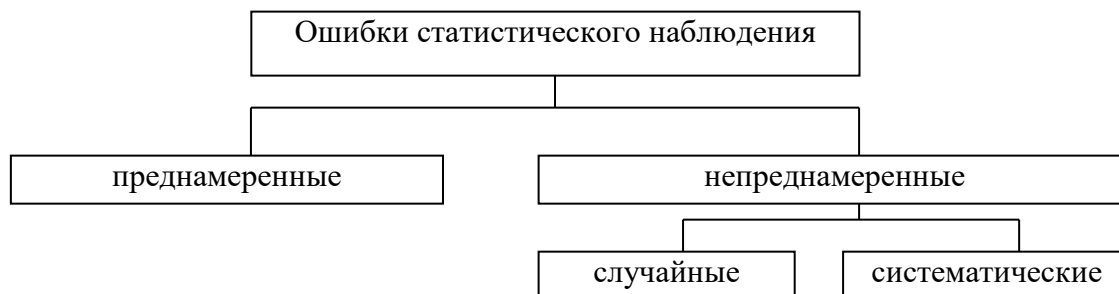 Ошибки статистического наблюдения
преднамеренные
непреднамеренные
случайные
систематические